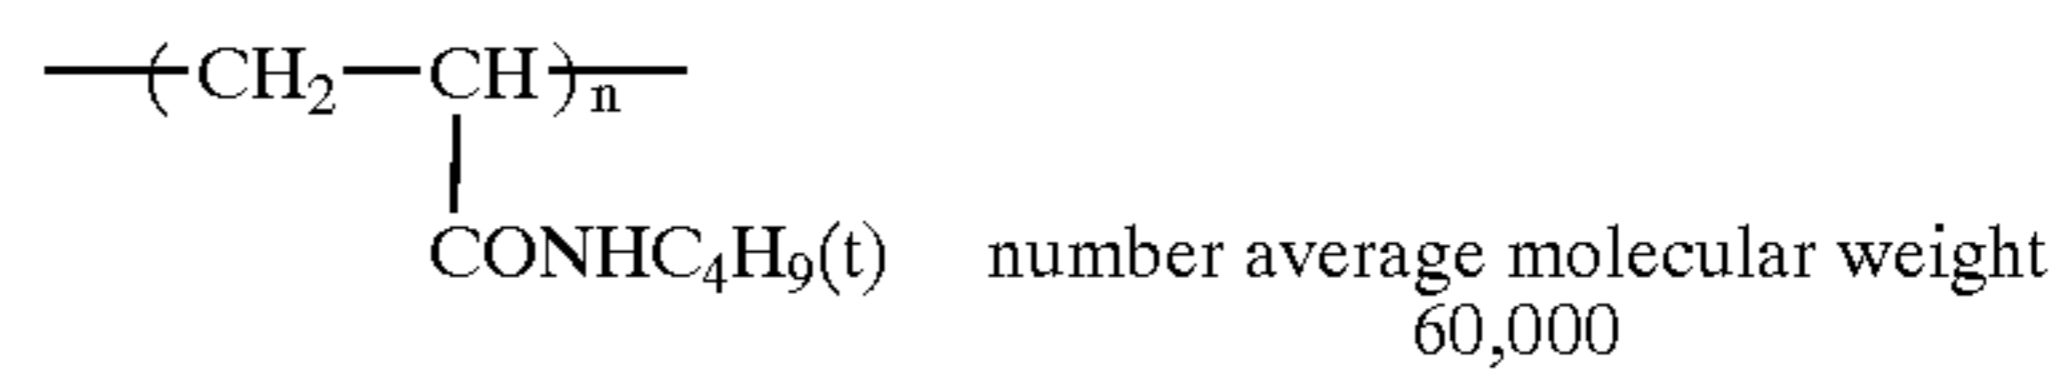 —(CH₂—CH)n—
CONHC₄H₉(t) number average molecular weight
60,000